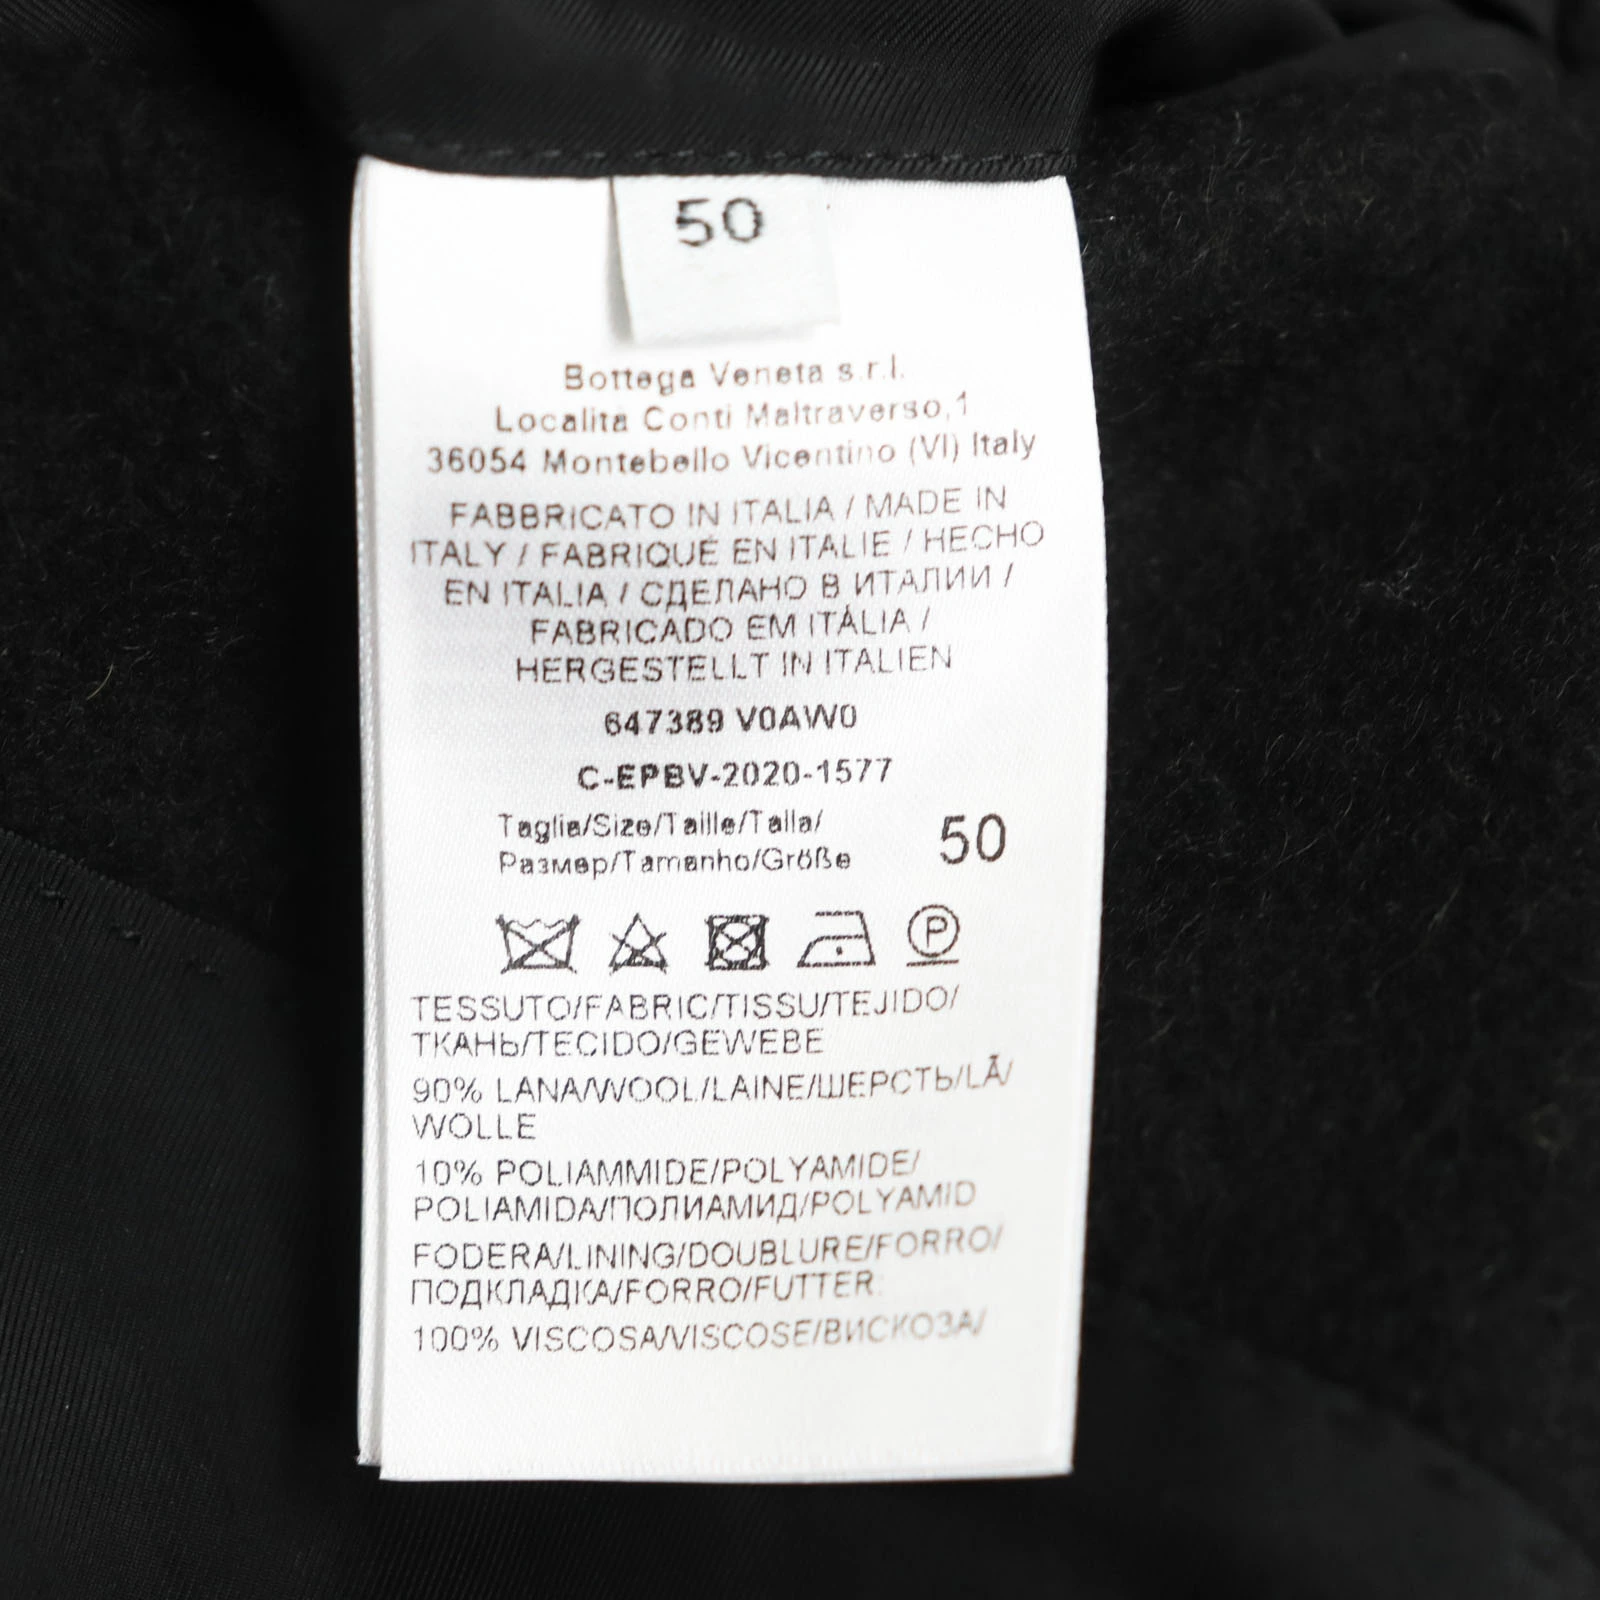 50
Bottega Veneta s.r.l.
Localita Conti Maltraverso,1
36054 Montebello Vicentino (VI) Italy
FABBRICATO IN ITALIA / MADE IN
ITALY / FABRIQUÉ EN ITALIE / HECHO
EN ITALIA / СДЕЛАНО В ИТАЛИИ /
FABRICADO EM ITÁLIA /
HERGESTELLT IN ITALIEN
647389 V0AW0
C-EPBV-2020-1577
Taglia/Size/Taille/Talla/
Размер/Tamanho/Größe 50
P
TESSUTO/FABRIC/TISSU/TEJIDO/
ТКАНЬ/TECIDO/GEWEBE
90% LANA/WOOL/LAINE/ШЕРСТЬ/LÃ/
WOLLE
10% POLIAMMIDE/POLYAMIDE/
POLIAMIDA/ПОЛИАМИД/POLYAMID
FODERA/LINING/DOUBLURE/FORRO/
ПОДКЛАДКА/FORRO/FUTTER:
100% VISCOSA/VISCOSE/ВИСКОЗА/